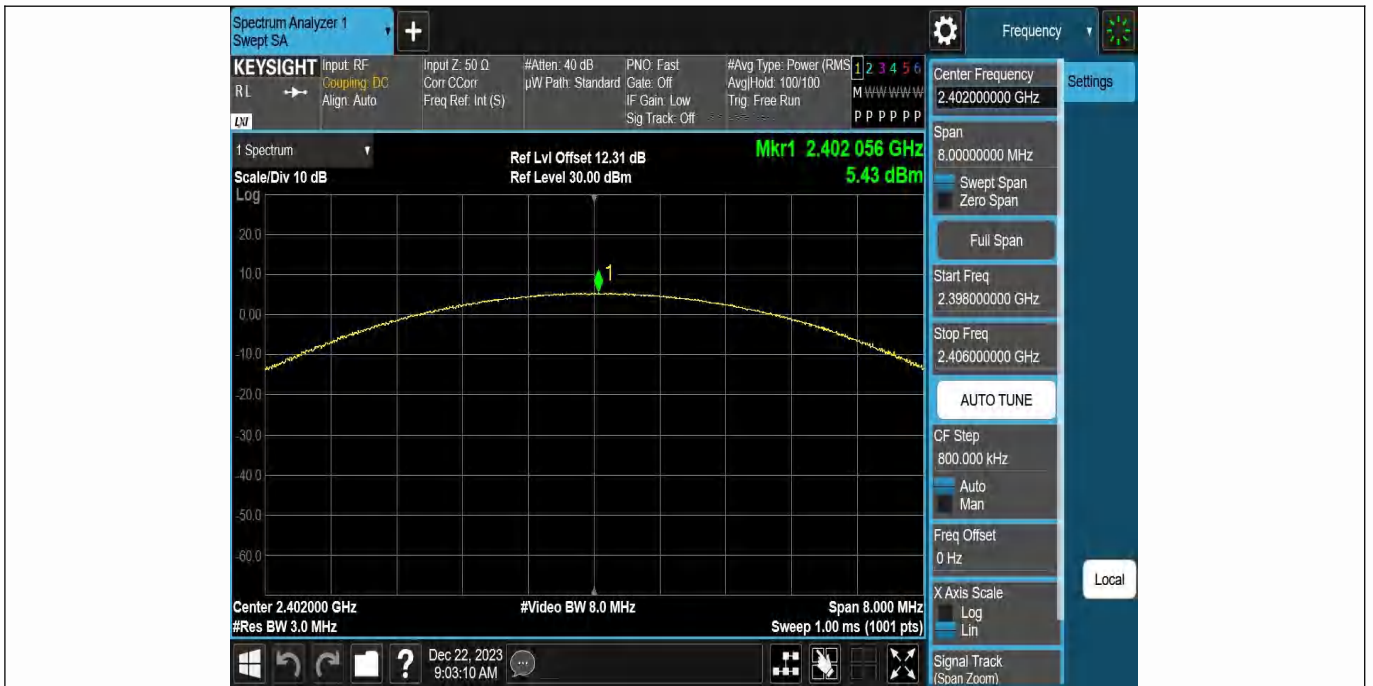 Spectrum Analyzer 1
Swept SA
+
Frequency
KEYSIGHT
RL
LXI
Input: RF
Coupling: DC
Align: Auto
Input Z: 50 Ω
Corr CCorr
Freq Ref: Int (S)
#Atten: 40 dB
µW Path: Standard
PNO: Fast
Gate: Off
IF Gain: Low
Sig Track: Off
#Avg Type: Power (RMS
Avg|Hold: 100/100
Trig: Free Run
1 2 3 4 5 6
M W W W W W
P P P P P P
1 Spectrum
Scale/Div 10 dB
Log
Ref Lvl Offset 12.31 dB
Ref Level 30.00 dBm
Mkr1 2.402 056 GHz
5.43 dBm
20.0
10.0
0.00
-10.0
-20.0
-30.0
-40.0
-50.0
-60.0
1
Center 2.402000 GHz
#Res BW 3.0 MHz
#Video BW 8.0 MHz
Span 8.000 MHz
Sweep 1.00 ms (1001 pts)
Center Frequency
2.402000000 GHz
Settings
Span
8.00000000 MHz
Swept Span
Zero Span
Full Span
Start Freq
2.398000000 GHz
Stop Freq
2.406000000 GHz
AUTO TUNE
CF Step
800.000 kHz
Auto
Man
Freq Offset
0 Hz
X Axis Scale
Log
Lin
Local
Signal Track
(Span Zoom)
?
Dec 22, 2023
9:03:10 AM